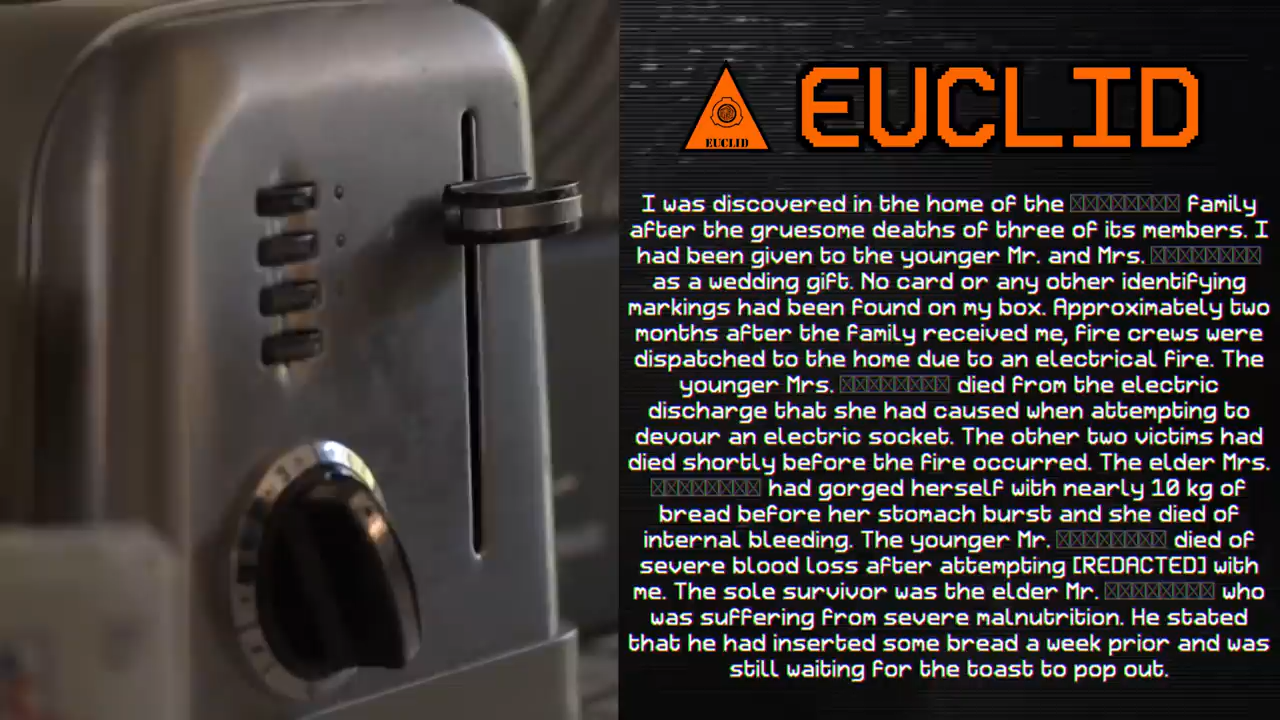 EUCLID
EUCLID
I was discovered in the home of the family
after the gruesome deaths of three of its members. I
had been given to the younger Mr. and Mrs.
as a wedding gift. No card or any other identifying
markings had been found on my box. Approximately two
months after the family received me, fire crews were
dispatched to the home due to an electrical fire. The
younger Mrs. died from the electric
discharge that she had caused when attempting to
devour an electric socket. The other two victims had
died shortly before the fire occurred. The elder Mrs.
had gorged herself with nearly 10 kg of
bread before her stomach burst and she died of
internal bleeding. The younger Mr. died of
severe blood loss after attempting [REDACTED] with
me. The sole survivor was the elder Mr. who
was suffering from severe malnutrition. He stated
that he had inserted some bread a week prior and was
still waiting for the toast to pop out.